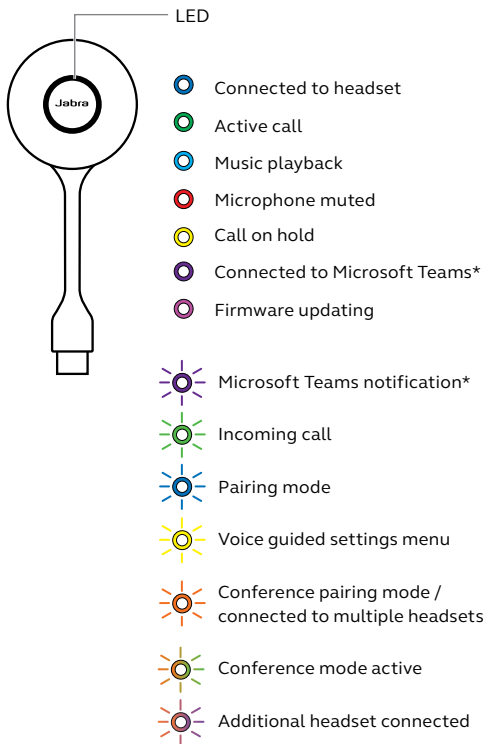 LED
Jabra
Connected to headset
Active call
Music playback
Microphone muted
Call on hold
Connected to Microsoft Teams*
Firmware updating
Microsoft Teams notification*
Incoming call
Pairing mode
Voice guided settings menu
Conference pairing mode /
connected to multiple headsets
Conference mode active
Additional headset connected